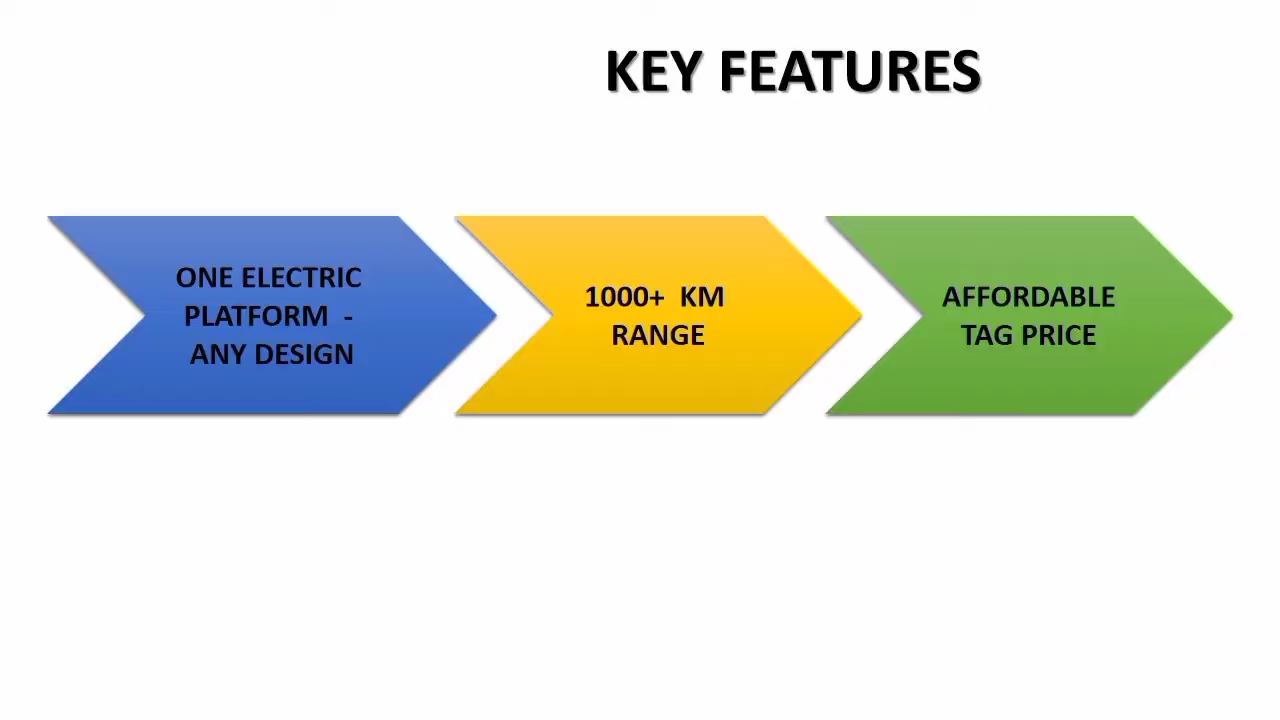 KEY FEATURES
ONE ELECTRIC
PLATFORM -
ANY DESIGN
1000+ KM
RANGE
AFFORDABLE
TAG PRICE